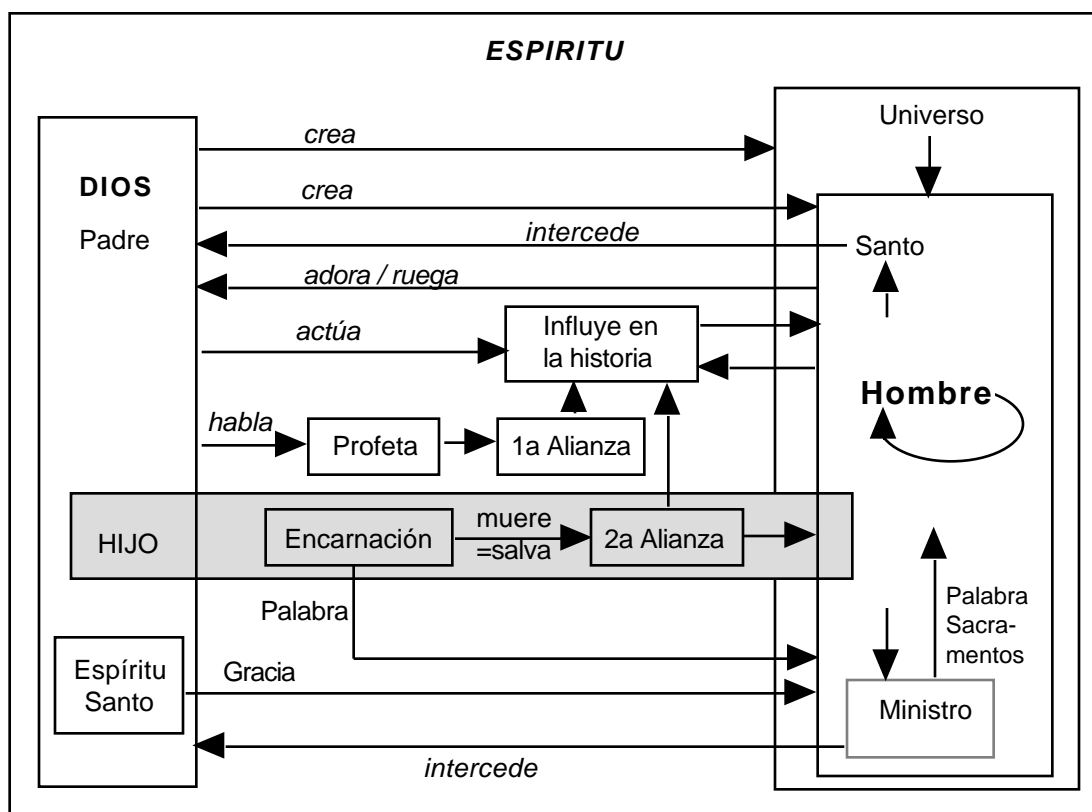 ESPIRITU
Universo
crea
DIOS
crea
Padre
intercede
Santo
adora / ruega
actúa
Influye en
la historia
Hombre
habla
Profeta
1a Alianza
HIJO
Encarnación
muere
=salva
2a Alianza
Palabra
Palabra
Sacra-
mentos
Espíritu
Santo
Gracia
Ministro
intercede